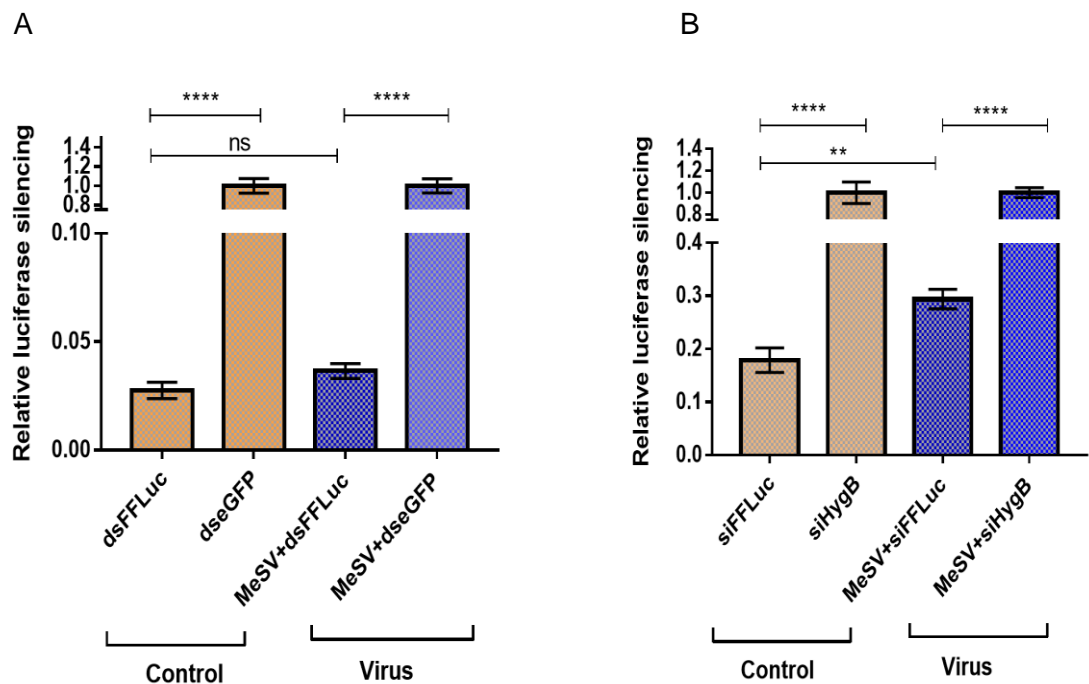 A
****
****
ns
Relative luciferase silencing
1.4
1.2
1.0
0.8
0.10
0.05
0.00
dsFFLuc
dseGFP
MeSV+dsFFLuc
MeSV+dseGFP
Control
Virus
B
****
****
**
Relative luciferase silencing
1.4
1.2
1.0
0.8
0.4
0.3
0.2
0.1
0.0
siFFLuc
siHygB
MeSV+siFFLuc
MeSV+siHygB
Control
Virus